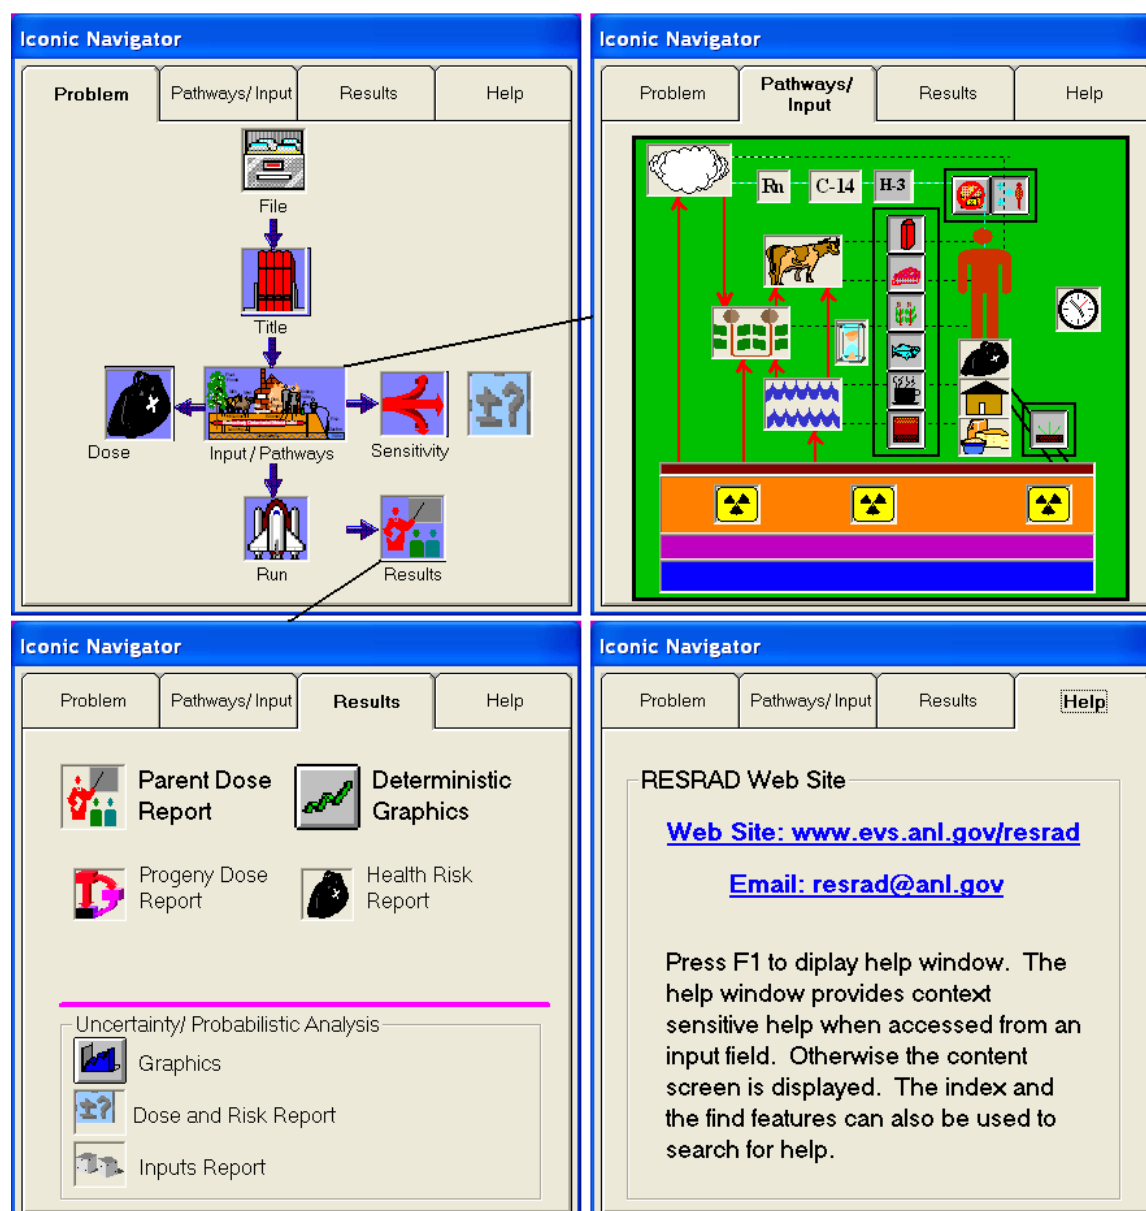 Iconic Navigator
Problem
Pathways/Input
Results
Help
File
Title
Dose
Input / Pathways
Sensitivity
±?
Run
Results
Iconic Navigator
Problem
Pathways/
Input
Results
Help
Rn
C-14
H-3
Iconic Navigator
Problem
Pathways/Input
Results
Help
Parent Dose
Report
Deterministic
Graphics
Progeny Dose
Report
Health Risk
Report
Uncertainty/ Probabilistic Analysis
Graphics
±?
Dose and Risk Report
Inputs Report
Iconic Navigator
Problem
Pathways/Input
Results
Help
RESRAD Web Site
Web Site: www.evs.anl.gov/resrad
Email: resrad@anl.gov
Press F1 to diplay help window. The
help window provides context
sensitive help when accessed from an
input field. Otherwise the content
screen is displayed. The index and
the find features can also be used to
search for help.